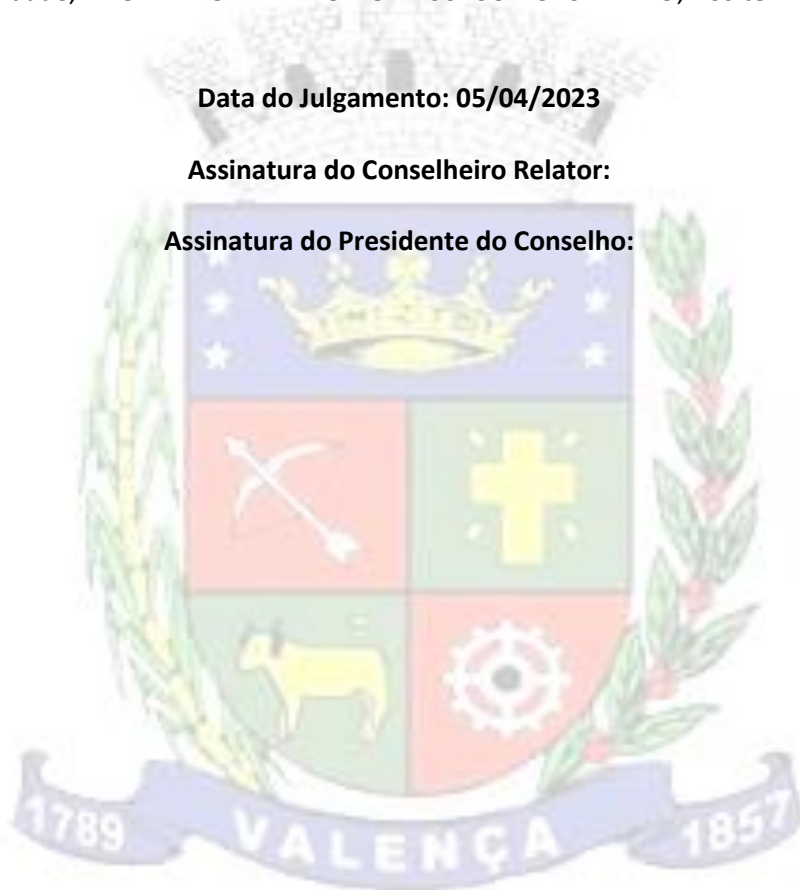 Data do Julgamento: 05/04/2023
Assinatura do Conselheiro Relator:
Assinatura do Presidente do Conselho:
1789 VALENÇA 1857